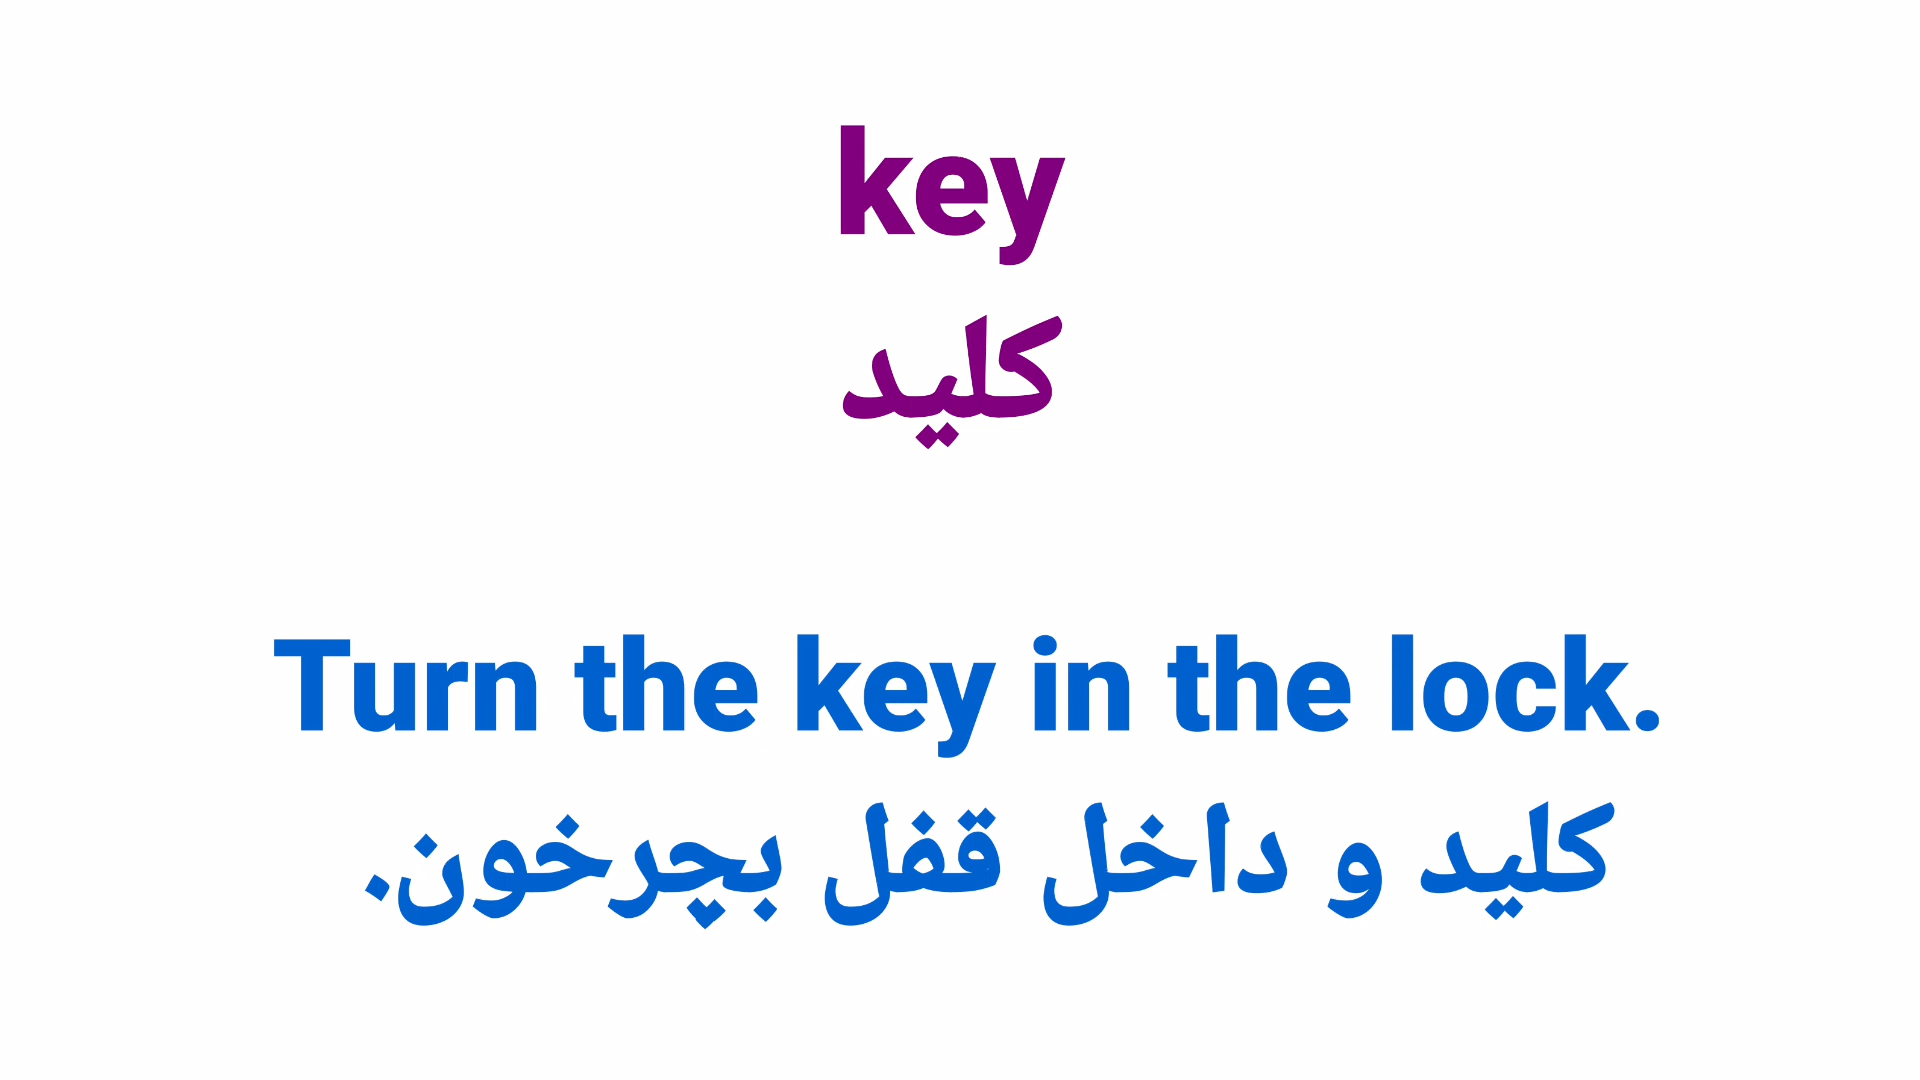 key
کلید
Turn the key in the lock.
کلید و داخل قفل بچرخون.